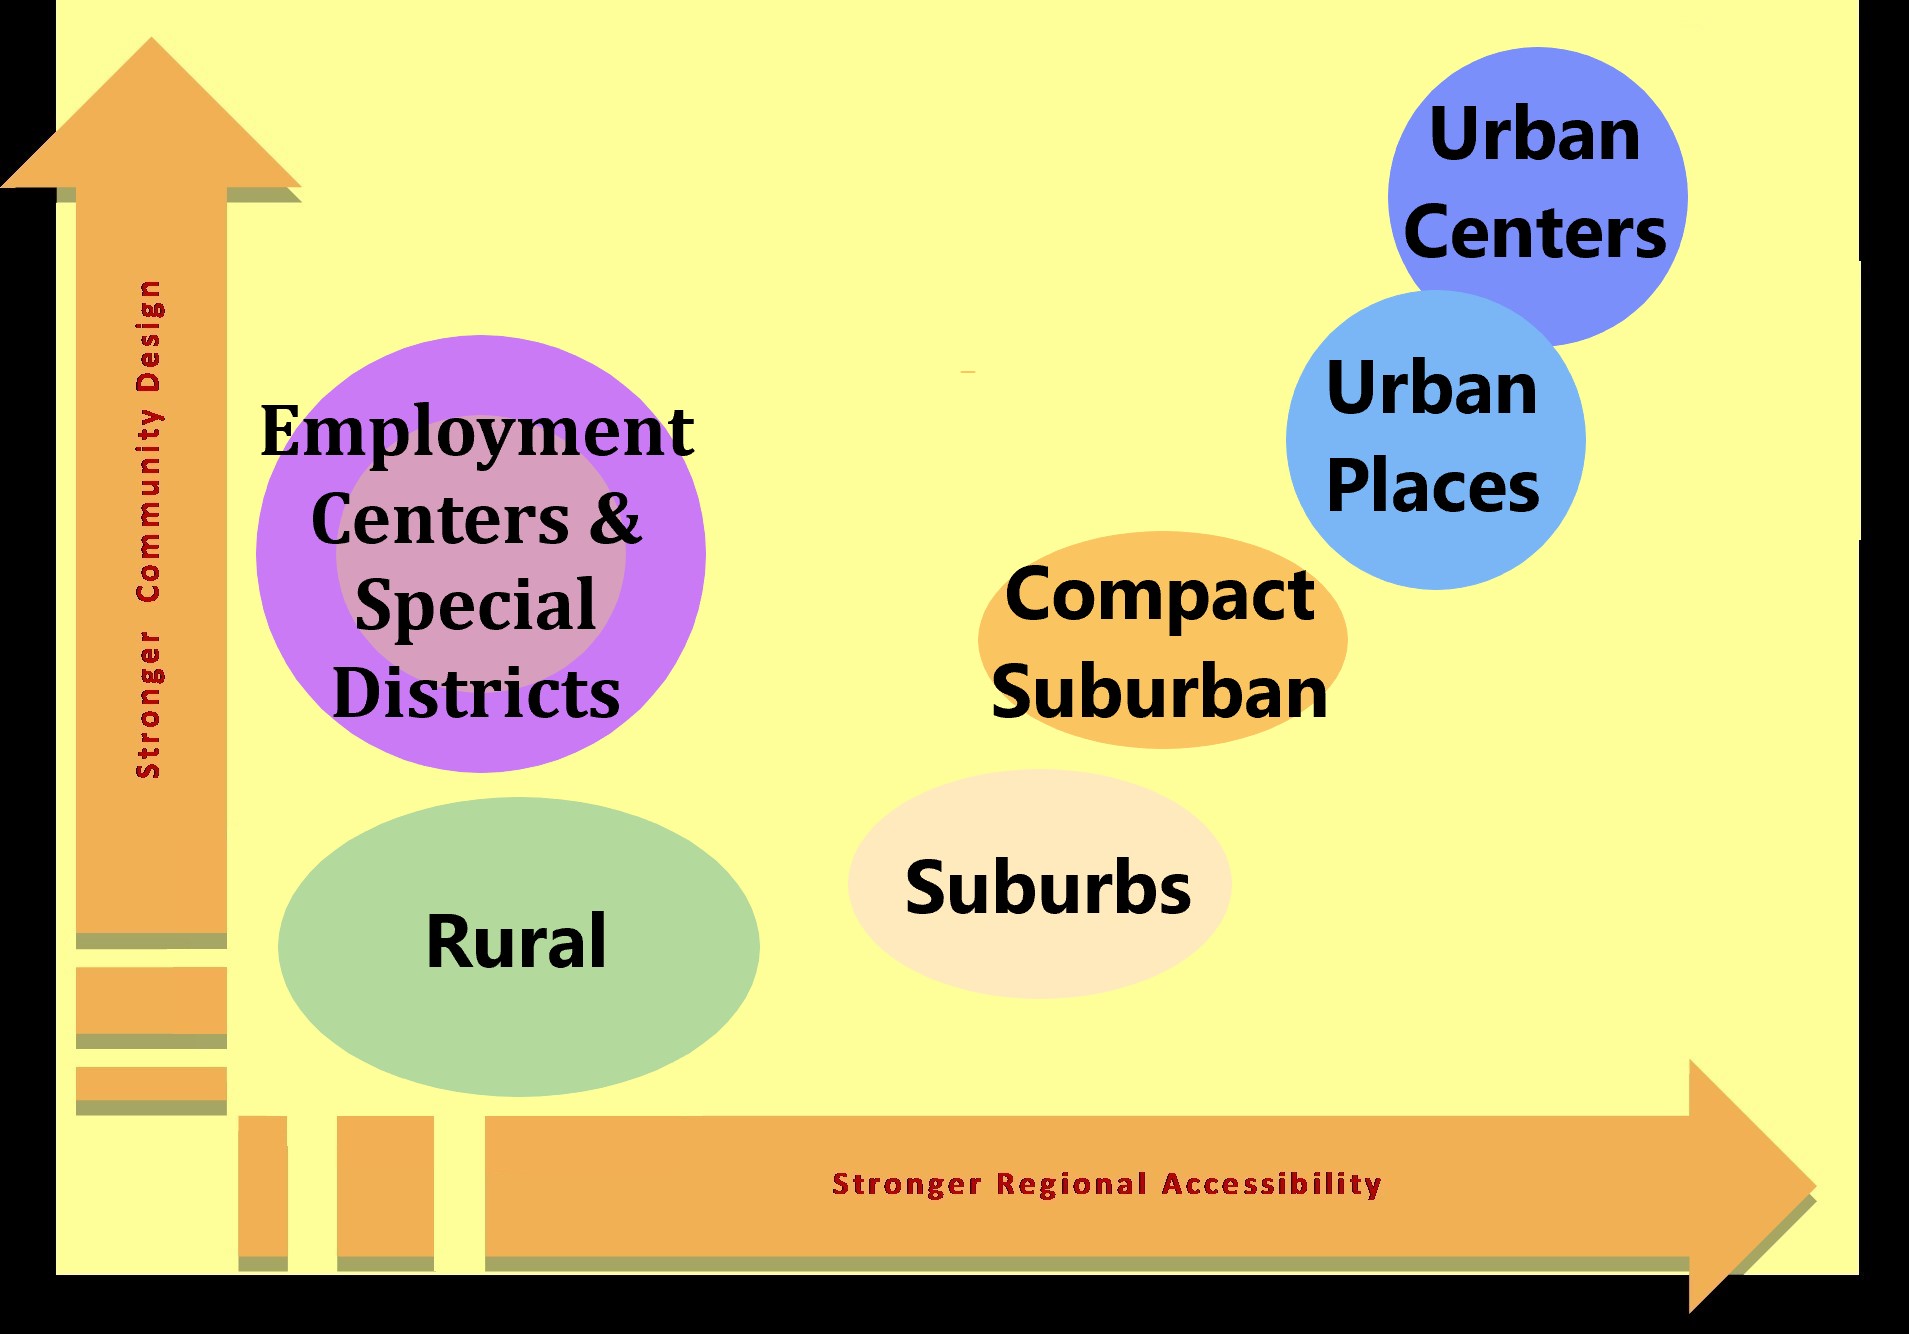 Urban
Centers
Stronger Community Design
Urban
Places
Employment
Centers &
Special
Districts
Compact
Suburban
Suburbs
Rural
Stronger Regional Accessibility